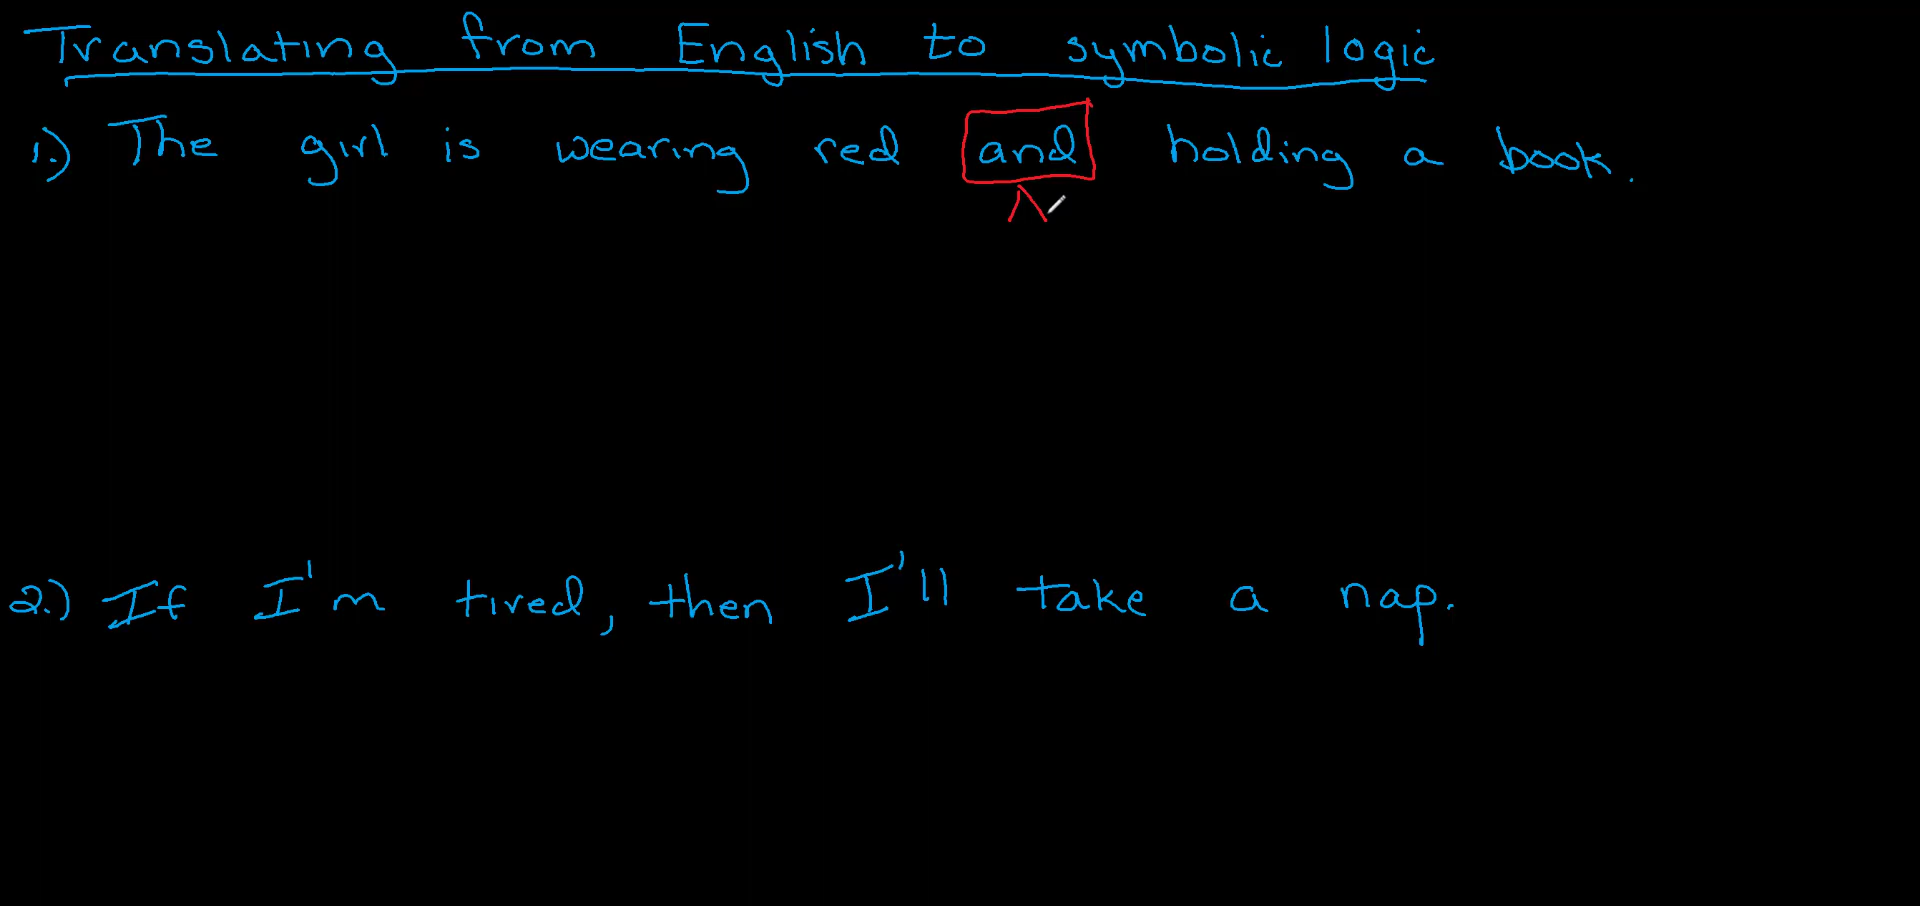 Translating from English to symbolic logic
1.) The girl is wearing red and holding a book.
∧
2.) If I'm tired, then I'll take a nap.